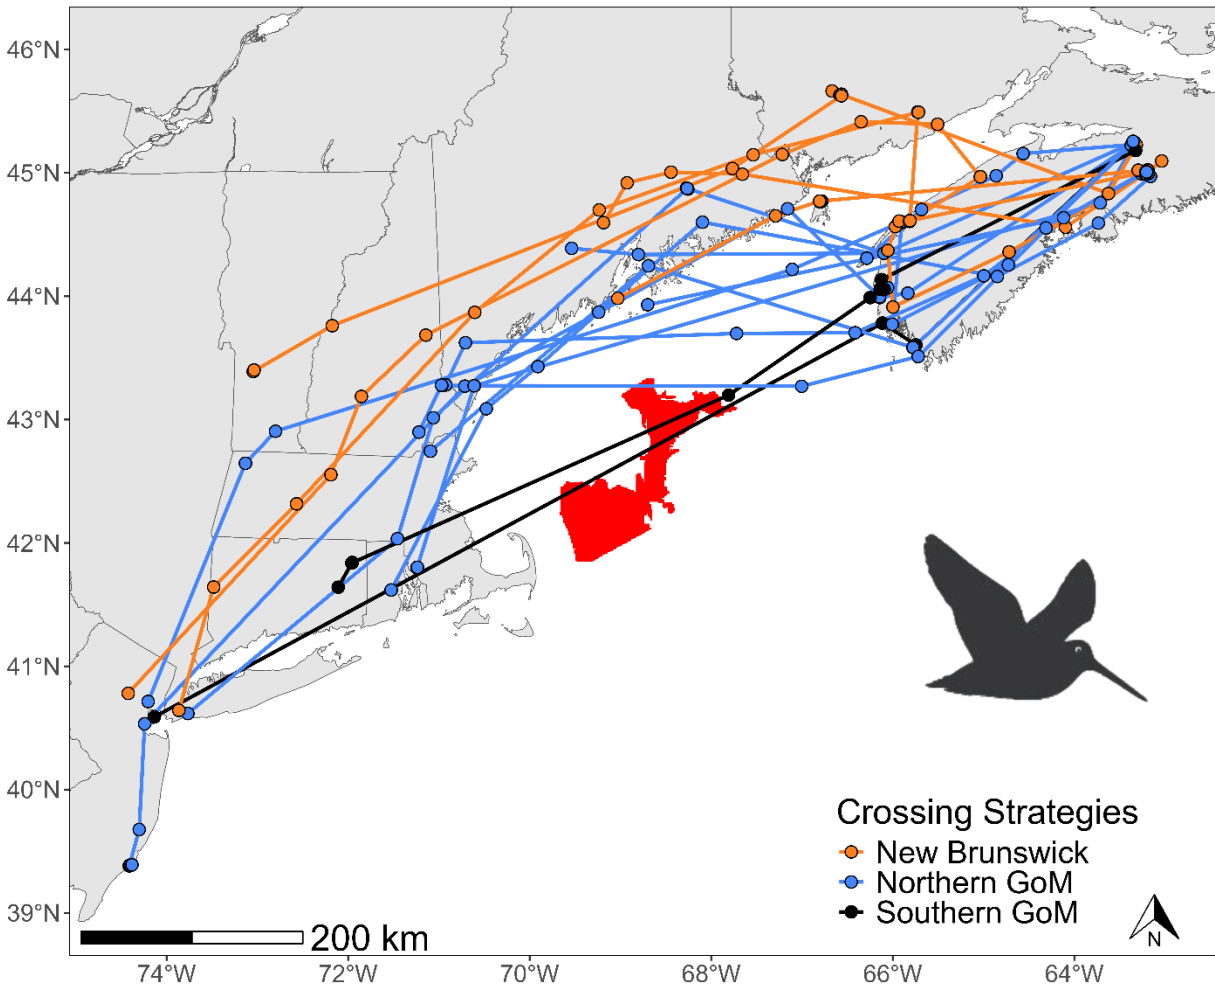 46°N
45°N
44°N
43°N
42°N
41°N
40°N
39°N
Crossing Strategies
New Brunswick
Northern GoM
Southern GoM
200 km
N
74°W 72°W 70°W 68°W 66°W 64°W